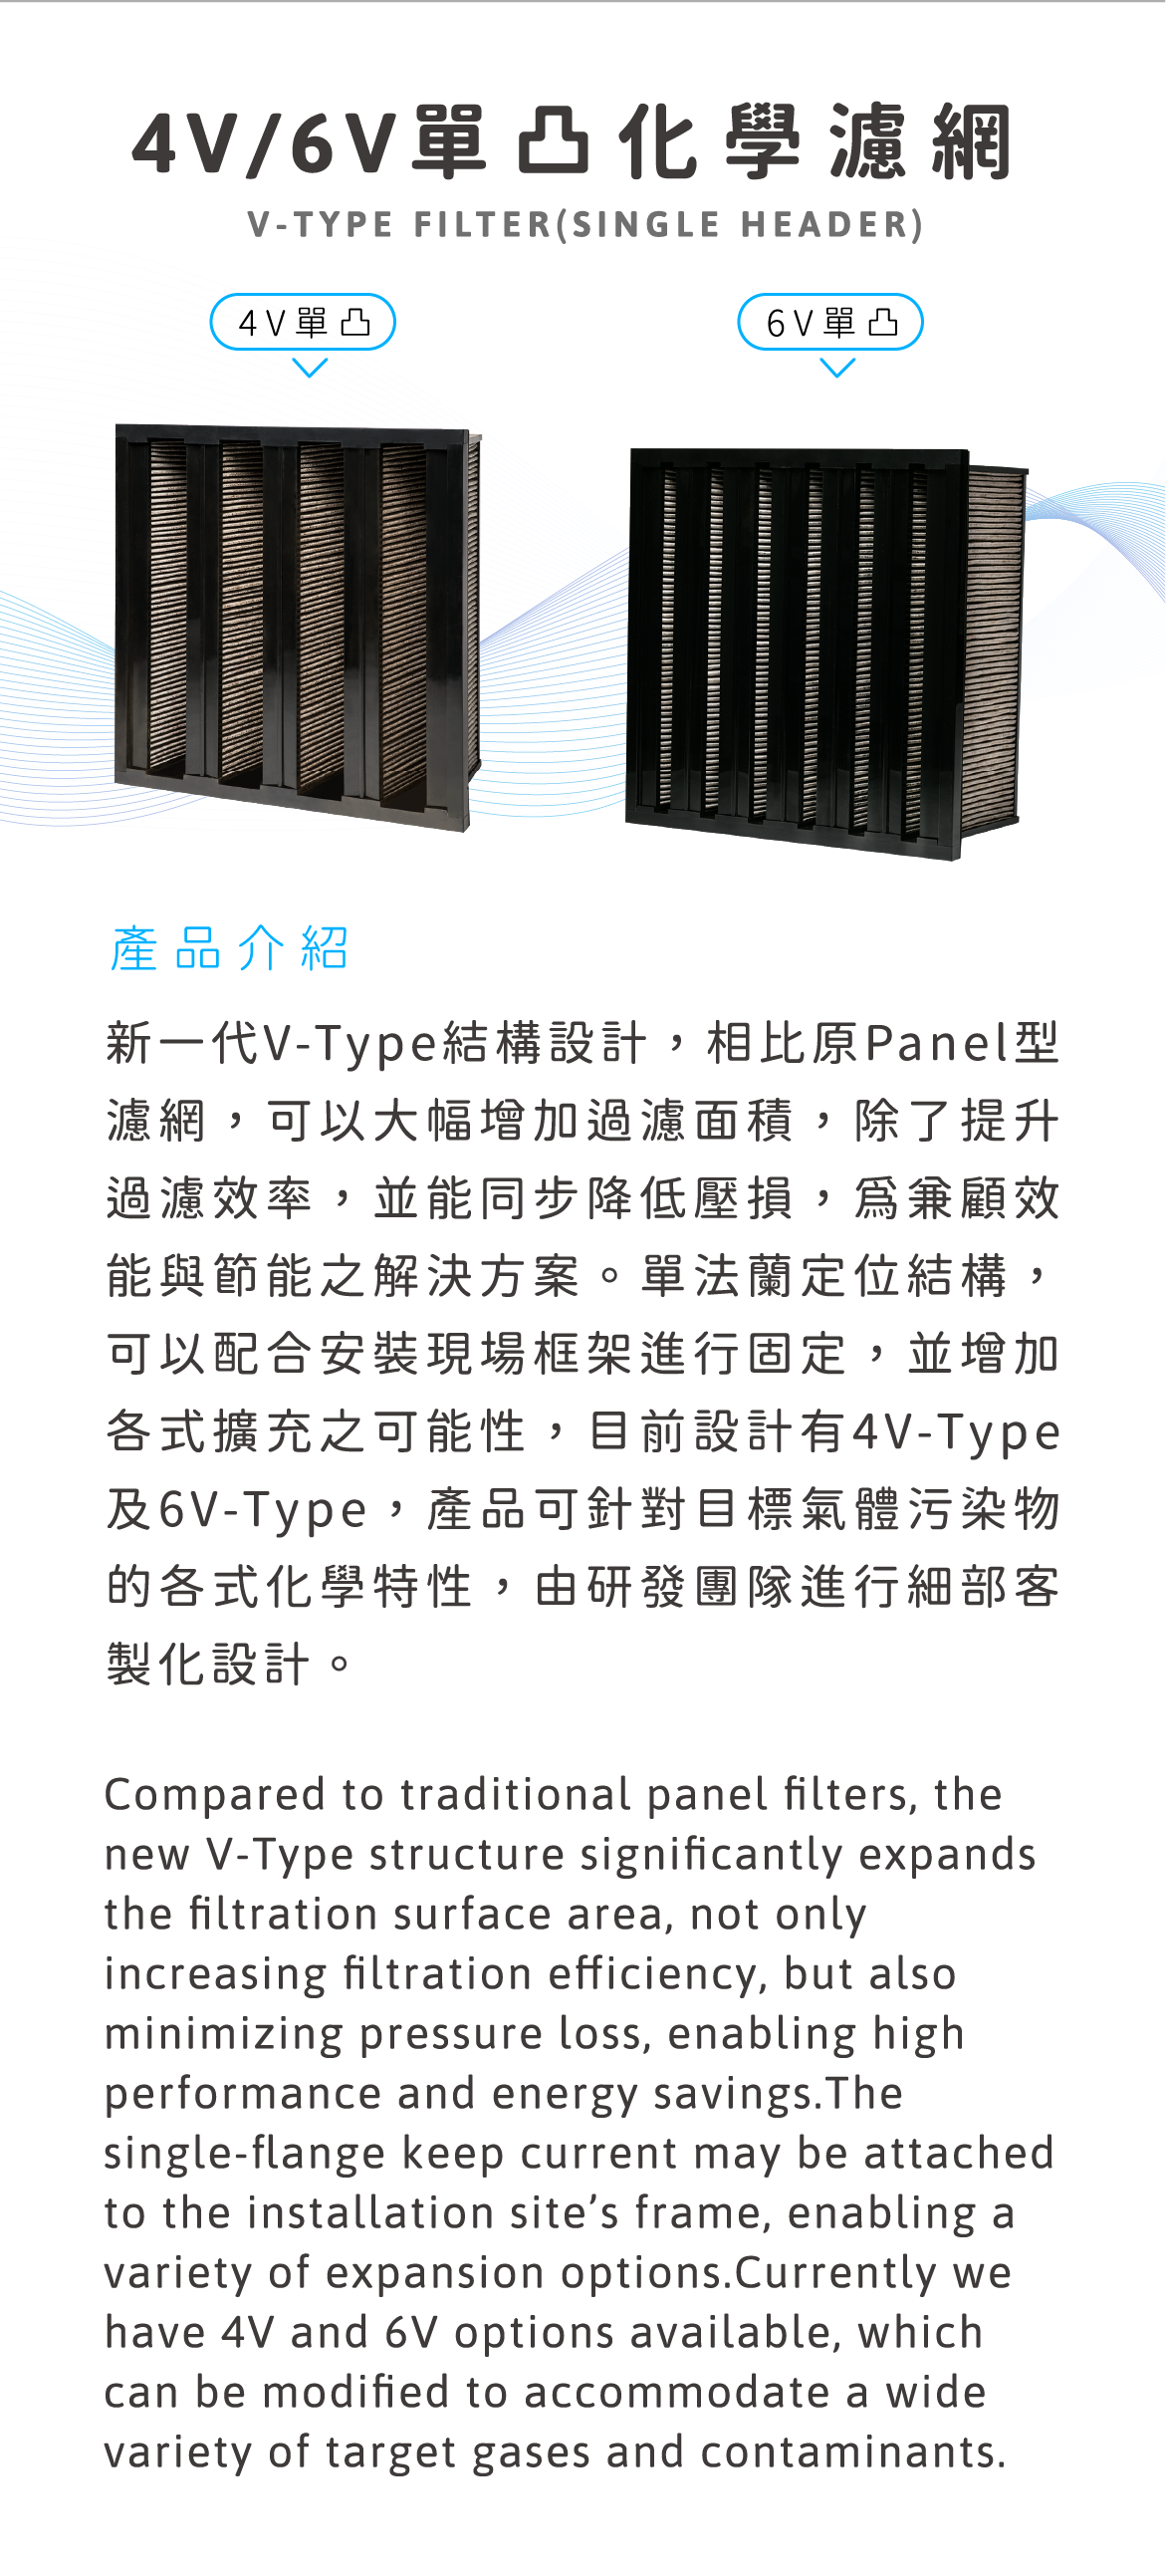 4V/6V單凸化學濾網
V-TYPE FILTER(SINGLE HEADER)
4V單凸
6V單凸
產品介紹
新一代V-Type結構設計，相比原Panel型
濾網，可以大幅增加過濾面積，除了提升
過濾效率，並能同步降低壓損，爲兼顧效
能與節能之解決方案。單法蘭定位結構，
可以配合安裝現場框架進行固定，並增加
各式擴充之可能性，目前設計有4V-Type
及6V-Type，產品可針對目標氣體污染物
的各式化學特性，由研發團隊進行細部客
製化設計。
Compared to traditional panel filters, the
new V-Type structure significantly expands
the filtration surface area, not only
increasing filtration efficiency, but also
minimizing pressure loss, enabling high
performance and energy savings.The
single-flange keep current may be attached
to the installation site’s frame, enabling a
variety of expansion options.Currently we
have 4V and 6V options available, which
can be modified to accommodate a wide
variety of target gases and contaminants.